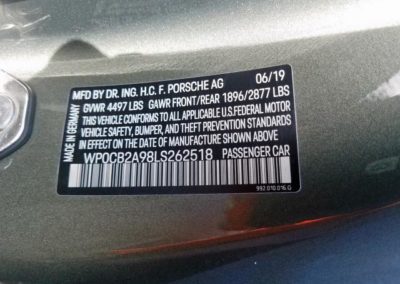 MFD BY DR. ING. H.C. F. PORSCHE AG 06/19
GVWR 4497 LBS GAWR FRONT/REAR 1896/2877 LBS
THIS VEHICLE CONFORMS TO ALL APPLICABLE U.S.FEDERAL MOTOR
VEHICLE SAFETY, BUMPER, AND THEFT PREVENTION STANDARDS
IN EFFECT ON THE DATE OF MANUFACTURE SHOWN ABOVE
WP0CB2A98LS262518 PASSENGER CAR
992.010.016 G
MADE IN GERMANY